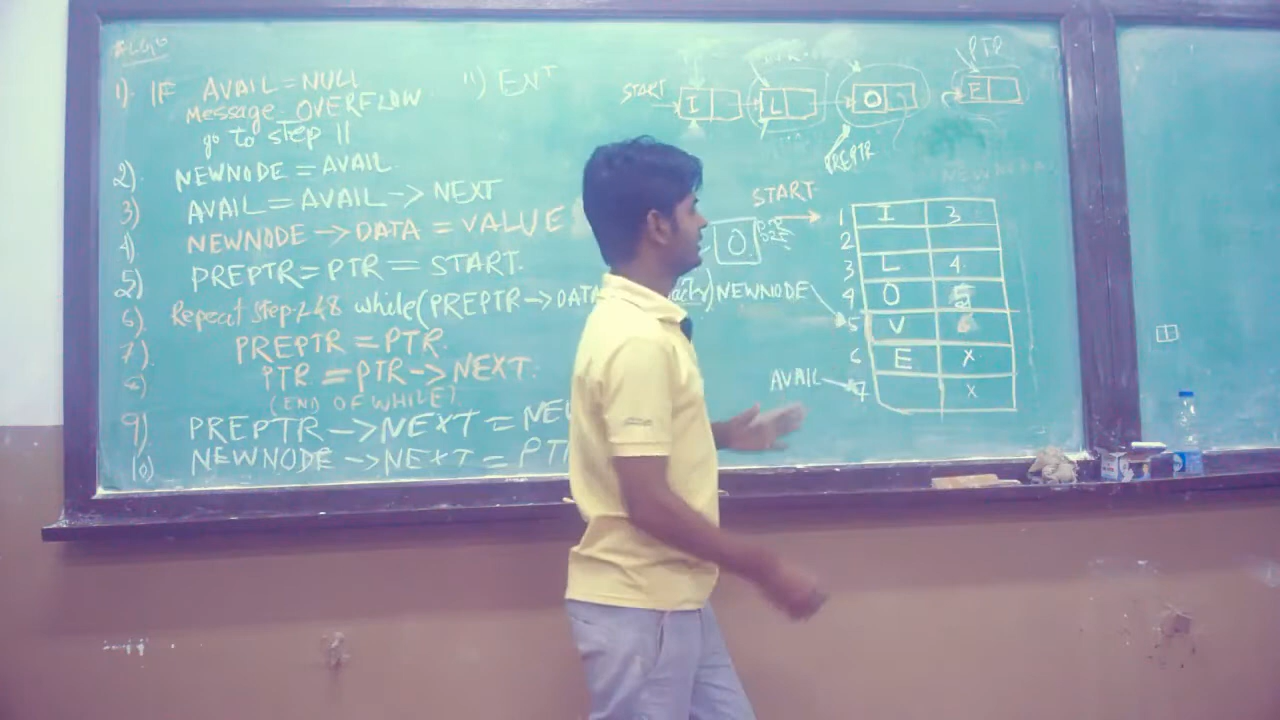 ALGO
1). IF AVAIL = NULL
Message OVERFLOW
go to step 11
2). NEWNODE = AVAIL
3) AVAIL = AVAIL -> NEXT
4) NEWNODE -> DATA = VALUE
5) PREPTR = PTR = START.
6). Repeat step 7 & 8 while (PREPTR -> DATA
7). PREPTR = PTR.
8) PTR = PTR -> NEXT.
(END OF WHILE)
9) PREPTR -> NEXT =
10) NEWNODE -> NEXT =
11) EXIT
START I L O E
PTR
PREPTR
START
O
NEWNODE
AVAIL
1 I 3
2
3 L 4
4 O 5
5 V 6
6 E X
7 X